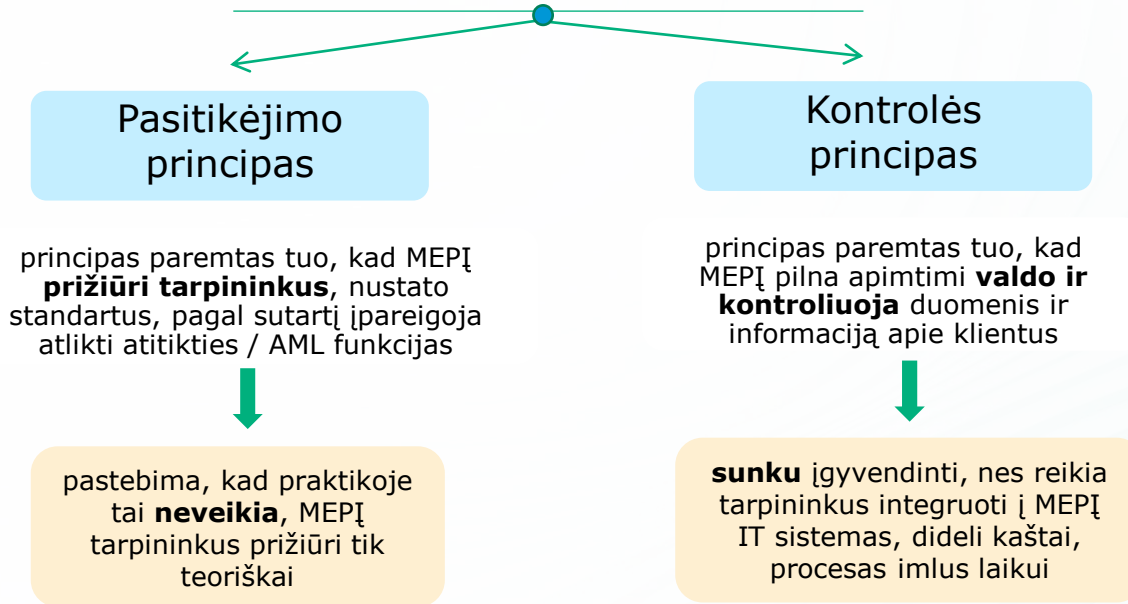 Pasitikėjimo
principas
principas paremtas tuo, kad MEPĮ
prižiūri tarpininkus, nustato
standartus, pagal sutartį įpareigoja
atlikti atitikties / AML funkcijas
pastebima, kad praktikoje
tai neveikia, MEPĮ
tarpininkus prižiūri tik
teoriškai
Kontrolės
principas
principas paremtas tuo, kad
MEPĮ pilna apimtimi valdo ir
kontroliuoja duomenis ir
informaciją apie klientus
sunku įgyvendinti, nes reikia
tarpininkus integruoti į MEPĮ
IT sistemas, dideli kaštai,
procesas imlus laikui